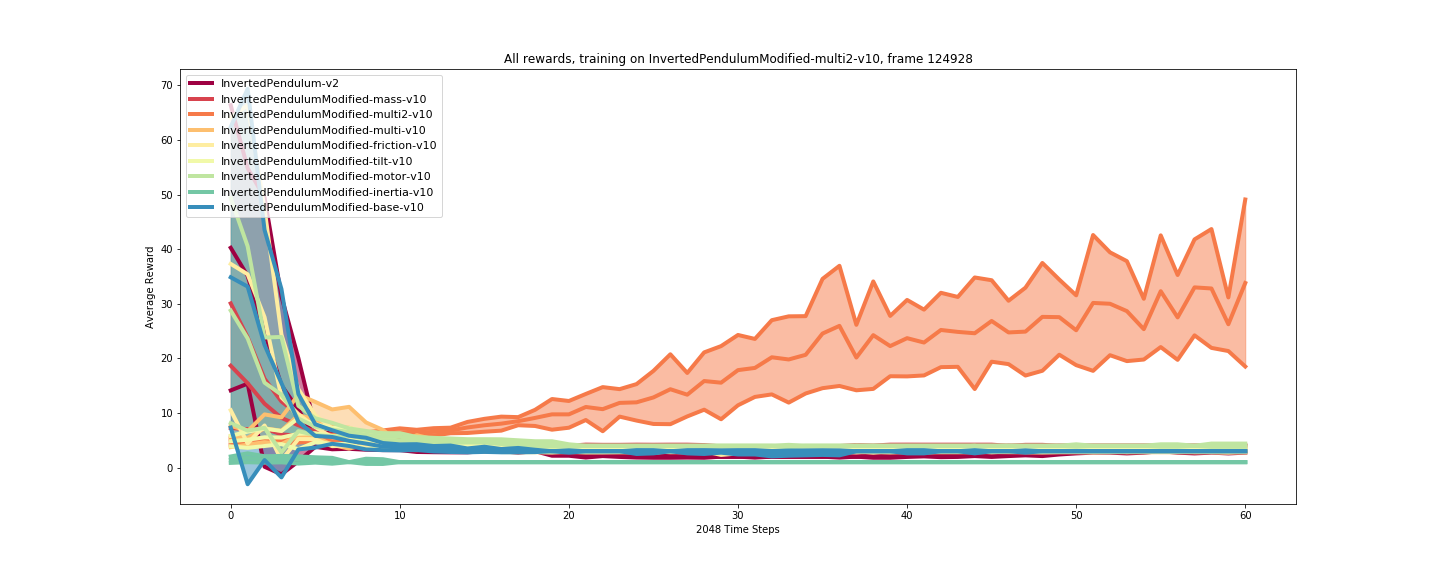 All rewards, training on InvertedPendulumModified-multi2-v10, frame 124928
InvertedPendulum-v2
InvertedPendulumModified-mass-v10
InvertedPendulumModified-multi2-v10
InvertedPendulumModified-multi-v10
InvertedPendulumModified-friction-v10
InvertedPendulumModified-tilt-v10
InvertedPendulumModified-motor-v10
InvertedPendulumModified-inertia-v10
InvertedPendulumModified-base-v10
70
60
50
40
30
20
10
0
Average Reward
0 10 20 30 40 50 60
2048 Time Steps